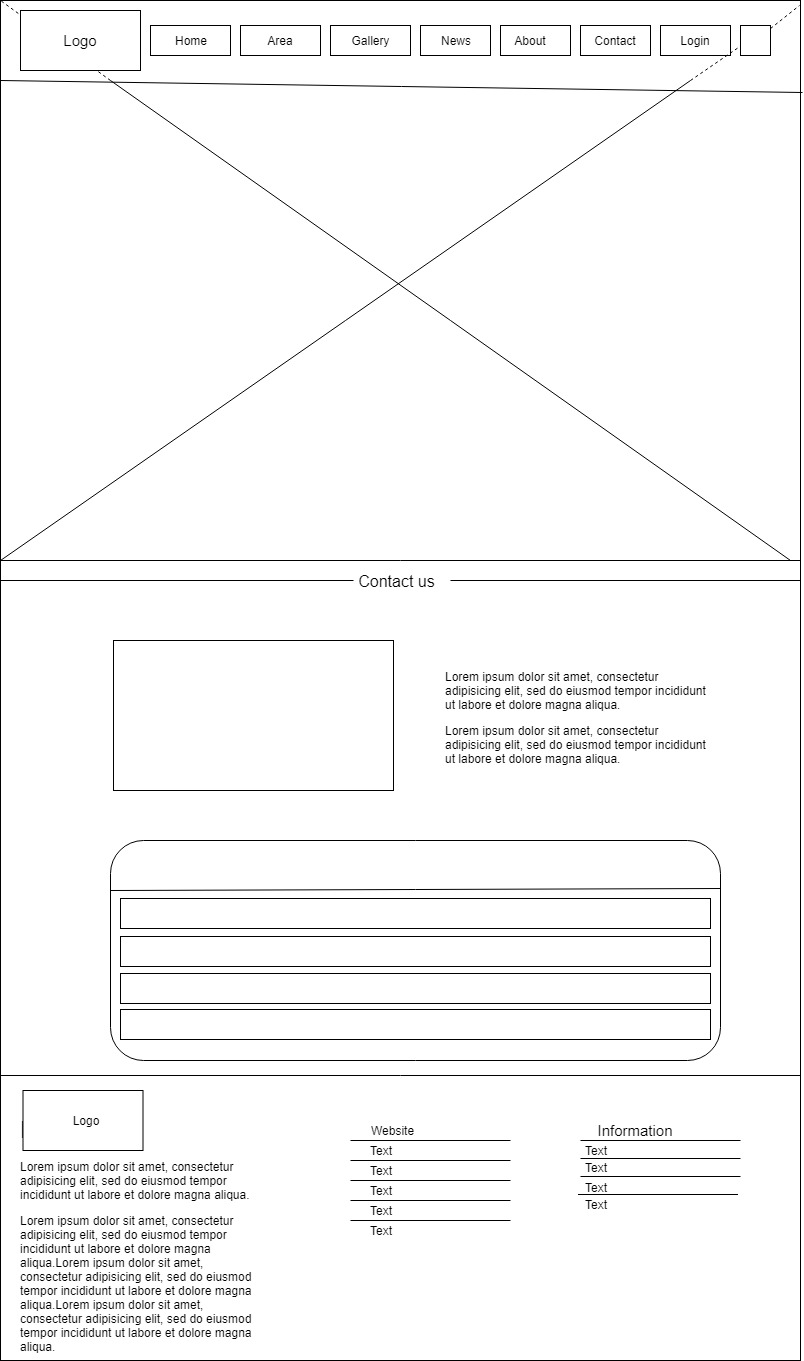 Logo
Home
Area
Gallery
News
About
Contact
Login
Contact us
Lorem ipsum dolor sit amet, consectetur
adipisicing elit, sed do eiusmod tempor incididunt
ut labore et dolore magna aliqua.
Lorem ipsum dolor sit amet, consectetur
adipisicing elit, sed do eiusmod tempor incididunt
ut labore et dolore magna aliqua.
Logo
Lorem ipsum dolor sit amet, consectetur
adipisicing elit, sed do eiusmod tempor
incididunt ut labore et dolore magna aliqua.
Lorem ipsum dolor sit amet, consectetur
adipisicing elit, sed do eiusmod tempor
incididunt ut labore et dolore magna
aliqua.Lorem ipsum dolor sit amet,
consectetur adipisicing elit, sed do eiusmod
tempor incididunt ut labore et dolore magna
aliqua.Lorem ipsum dolor sit amet,
consectetur adipisicing elit, sed do eiusmod
tempor incididunt ut labore et dolore magna
aliqua.
Website
Text
Text
Text
Text
Text
Information
Text
Text
Text
Text